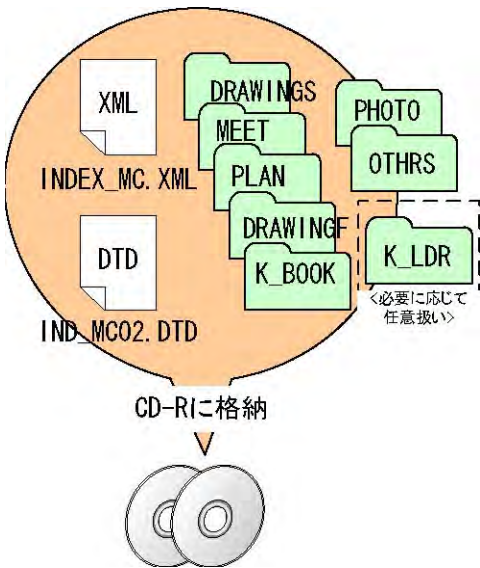 XML
INDEX_MC.XML
DTD
IND_MC02.DTD
DRAWINGS
MEET
PLAN
DRAWINGF
K_BOOK
PHOTO
OTHRS
K_LDR
<必要に応じて
任意扱い>
CD-Rに格納